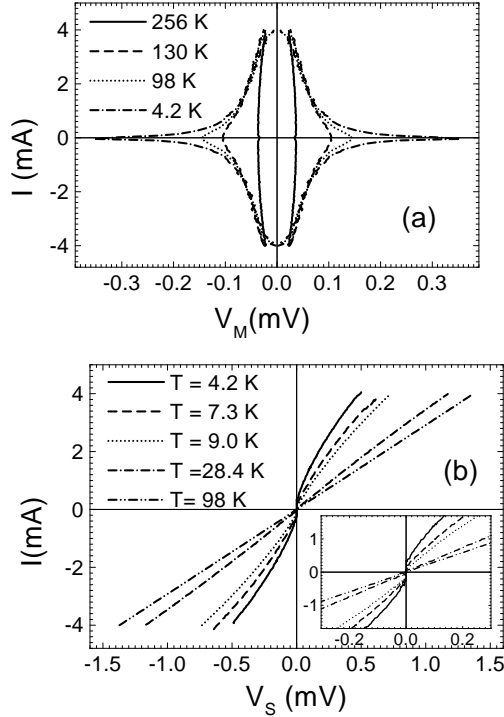 256 K
130 K
98 K
4.2 K
4
2
0
-2
-4
I (mA)
(a)
-0.3 -0.2 -0.1 0.0 0.1 0.2 0.3
V_M(mV)
T = 4.2 K
T = 7.3 K
T = 9.0 K
T =28.4 K
T= 98 K
4
2
0
-2
-4
I(mA)
(b)
1
0
-1
-0.2 0.0 0.2
-1.5 -1.0 -0.5 0.0 0.5 1.0 1.5
V_S (mV)